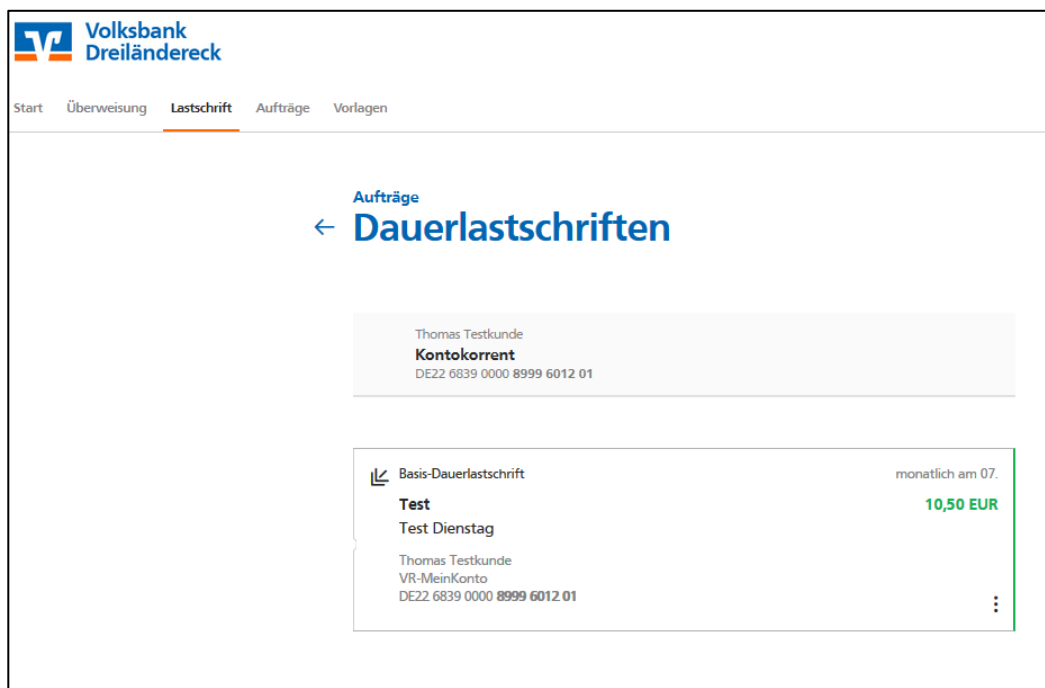 Volksbank
Dreiländereck
Start Überweisung Lastschrift Aufträge Vorlagen
Aufträge
← Dauerlastschriften
Thomas Testkunde
Kontokorrent
DE22 6839 0000 8999 6012 01
Basis-Dauerlastschrift monatlich am 07.
Test 10,50 EUR
Test Dienstag
Thomas Testkunde
VR-MeinKonto
DE22 6839 0000 8999 6012 01